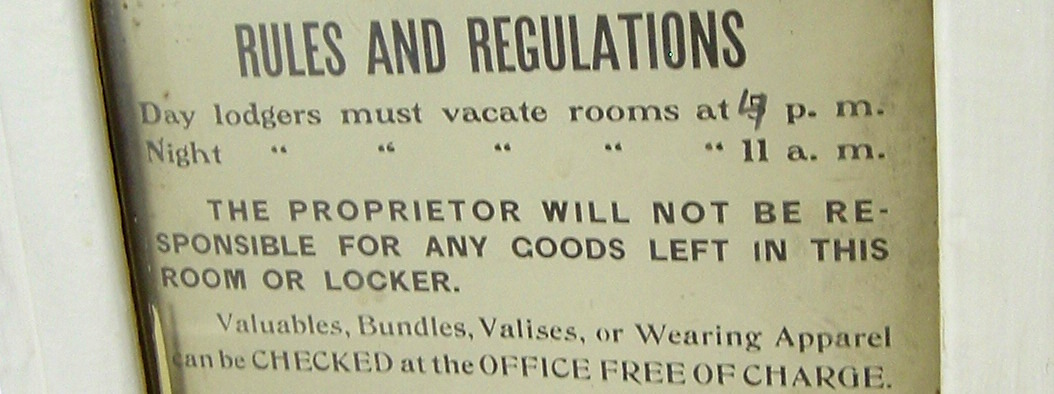 RULES AND REGULATIONS
Day lodgers must vacate rooms at p. m.
Night “ “ “ “ “ 11 a. m.
THE PROPRIETOR WILL NOT BE RE-
SPONSIBLE FOR ANY GOODS LEFT IN THIS
ROOM OR LOCKER.
Valuables, Bundles, Valises, or Wearing Apparel
can be CHECKED at the OFFICE FREE OF CHARGE.